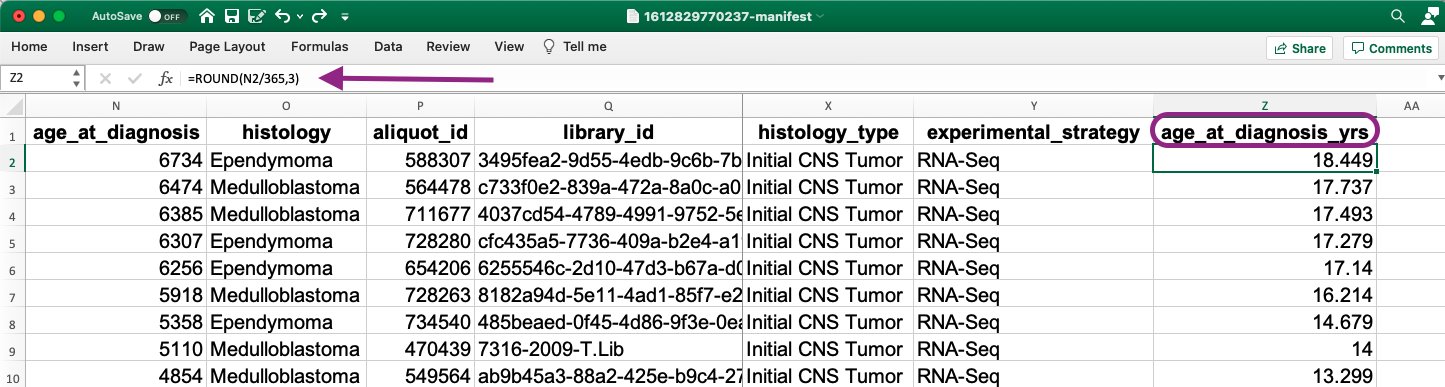 AutoSave OFF 1612829770237-manifest
Home Insert Draw Page Layout Formulas Data Review View Tell me Share Comments
Z2 fx =ROUND(N2/365,3)
N O P Q X Y Z AA
1 age_at_diagnosis histology aliquot_id library_id histology_type experimental_strategy age_at_diagnosis_yrs
2 6734 Ependymoma 588307 3495fea2-9d55-4edb-9c6b-7b Initial CNS Tumor RNA-Seq 18.449
3 6474 Medulloblastoma 564478 c733f0e2-839a-472a-8a0c-a0 Initial CNS Tumor RNA-Seq 17.737
4 6385 Medulloblastoma 711677 4037cd54-4789-4991-9752-5e Initial CNS Tumor RNA-Seq 17.493
5 6307 Ependymoma 728280 cfc435a5-7736-409a-b2e4-a1 Initial CNS Tumor RNA-Seq 17.279
6 6256 Ependymoma 654206 6255546c-2d10-47d3-b67a-d0 Initial CNS Tumor RNA-Seq 17.14
7 5918 Medulloblastoma 728263 8182a94d-5e11-4ad1-85f7-e2 Initial CNS Tumor RNA-Seq 16.214
8 5358 Ependymoma 734540 485beaed-0f45-4d86-9f3e-0ea Initial CNS Tumor RNA-Seq 14.679
9 5110 Medulloblastoma 470439 7316-2009-T.Lib Initial CNS Tumor RNA-Seq 14
10 4854 Medulloblastoma 549564 ab9b45a3-88a2-425e-b9c4-27 Initial CNS Tumor RNA-Seq 13.299